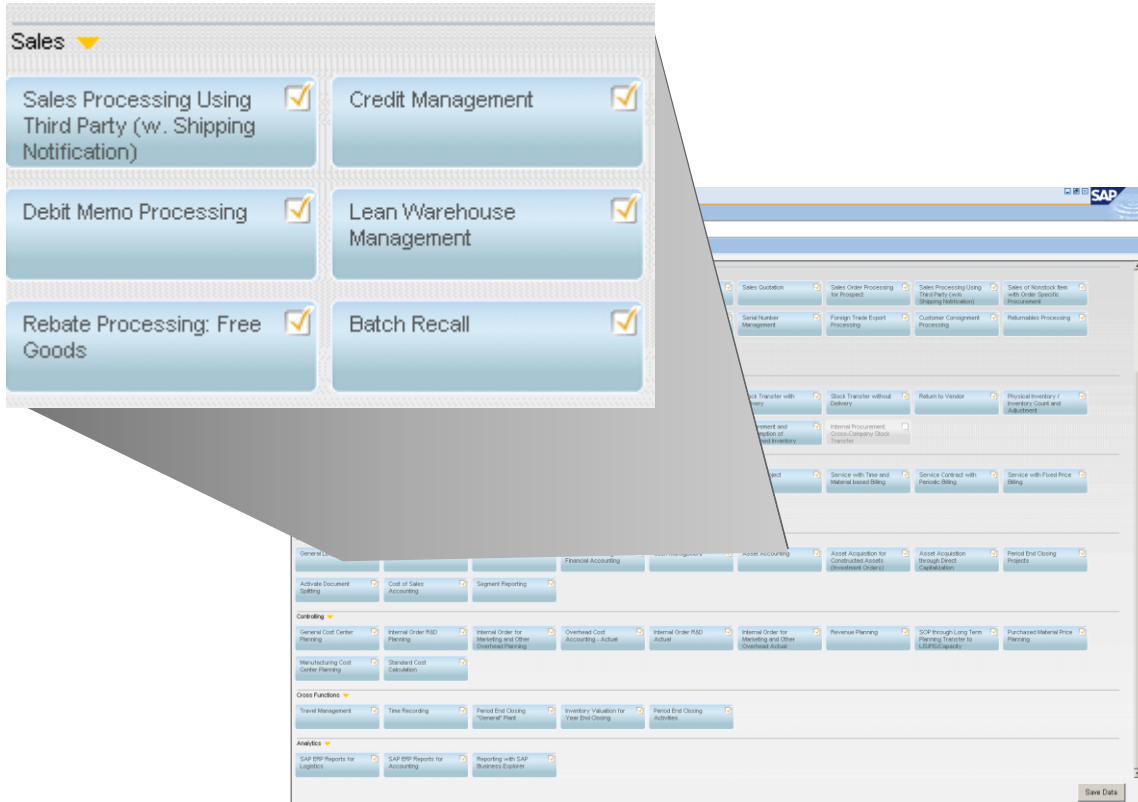 Sales
Sales Processing Using
Third Party (w. Shipping
Notification)
Credit Management
Debit Memo Processing
Lean Warehouse
Management
Rebate Processing: Free
Goods
Batch Recall
SAP
Sales Quotation
Sales Order Processing
for Prospect
Sales Processing Using
Third Party (w/o
Shipping Notification)
Sales of Nonstock Item
with Order Specific
Procurement
Serial Number
Management
Foreign Trade Export
Processing
Customer Consignment
Processing
Returnables Processing
Transfer with
Stock Transfer without
Delivery
Return to Vendor
Physical Inventory /
Inventory Count and
Adjustment
and
Inventory
Internal Procurement:
Cross-Company Stock
Transfer
Service with Time and
Material based Billing
Service Contract with
Periodic Billing
Service with Fixed Price
Billing
General
Financial Accounting
Asset Accounting
Asset Acquisition for
Constructed Assets
(Investment Orders)
Asset Acquisition
through Direct
Capitalization
Period End Closing
Projects
Activate Document
Splitting
Cost of Sales
Accounting
Segment Reporting
Controlling
General Cost Center
Planning
Internal Order R&D
Planning
Internal Order for
Marketing and Other
Overhead Planning
Overhead Cost
Accounting - Actual
Internal Order R&D
Actual
Internal Order for
Marketing and Other
Overhead Actual
Revenue Planning
SOP through Long Term
Planning Transfer to
LIS/PIS/Capacity
Purchased Material Price
Planning
Manufacturing Cost
Center Planning
Standard Cost
Calculation
Cross Functions
Travel Management
Time Recording
Period End Closing
"General" Plant
Inventory Valuation for
Year End Closing
Period End Closing
Activities
Analytics
SAP ERP Reports for
Logistics
SAP ERP Reports for
Accounting
Reporting with SAP
Business Explorer
Save Data